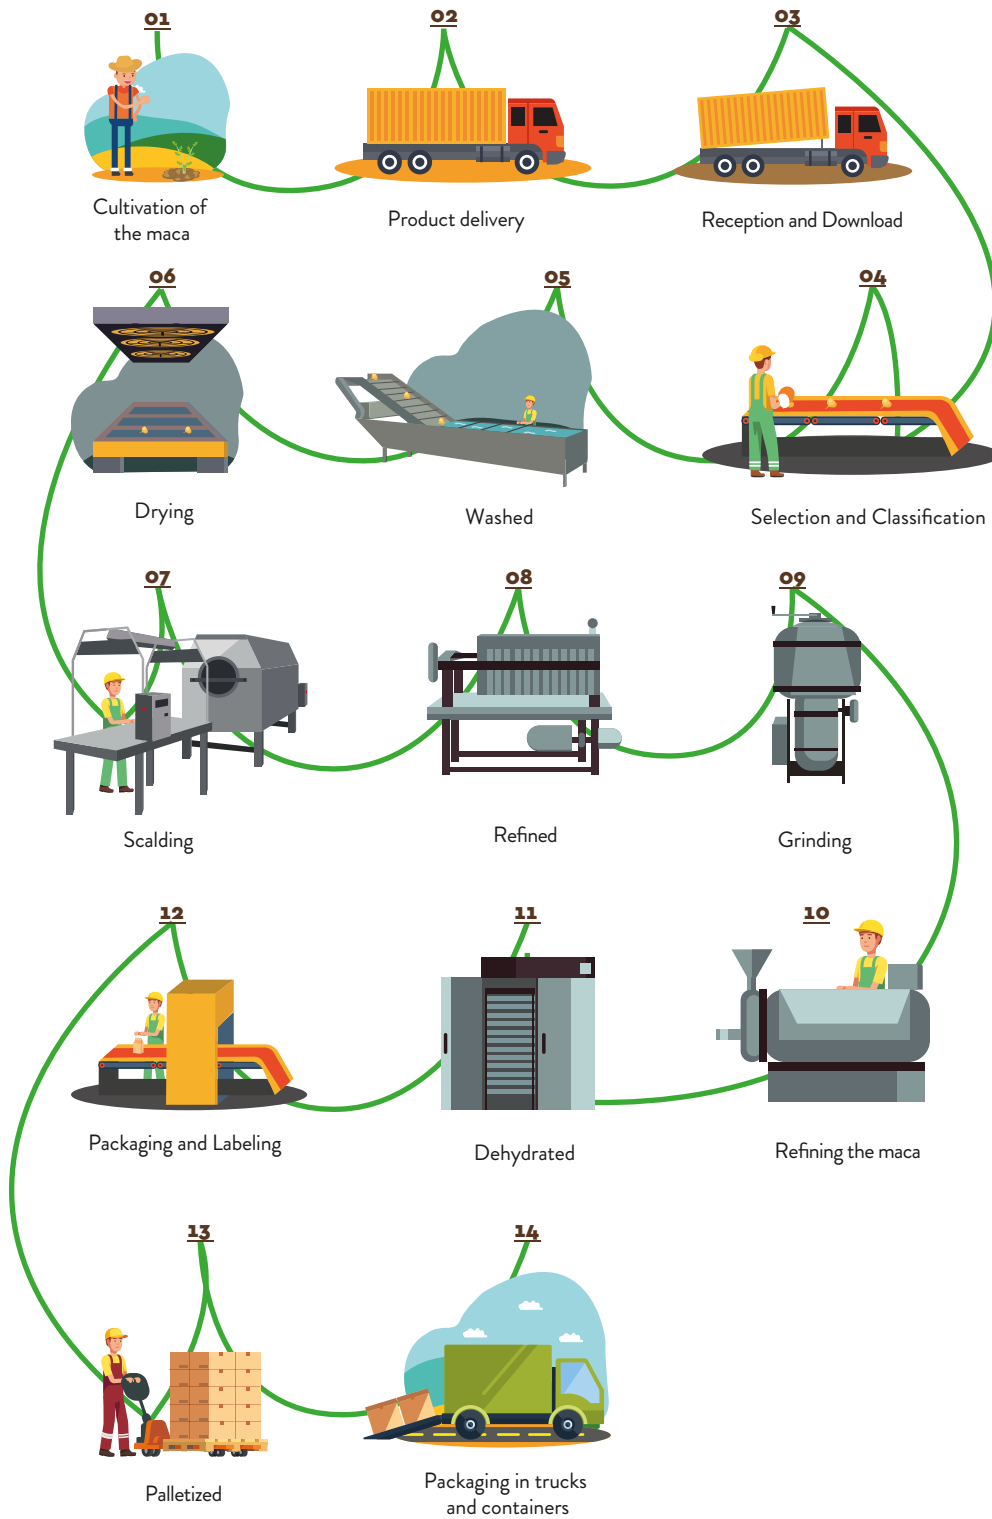 01
Cultivation of
the maca
02
Product delivery
03
Reception and Download
04
Selection and Classification
05
Washed
06
Drying
07
Scalding
08
Refined
09
Grinding
10
Refining the maca
11
Dehydrated
12
Packaging and Labeling
13
Palletized
14
Packaging in trucks
and containers